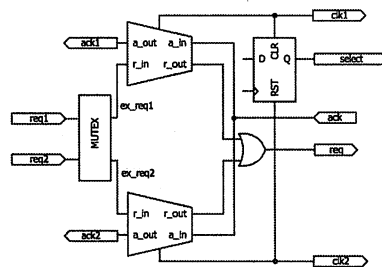 clk1
ack1
a_out a_in
r_in r_out
CLR
D Q
select
RST
ex_req1
req1
MUTEX
req2
ack
req
ex_req2
r_in r_out
a_out a_in
ack2
clk2